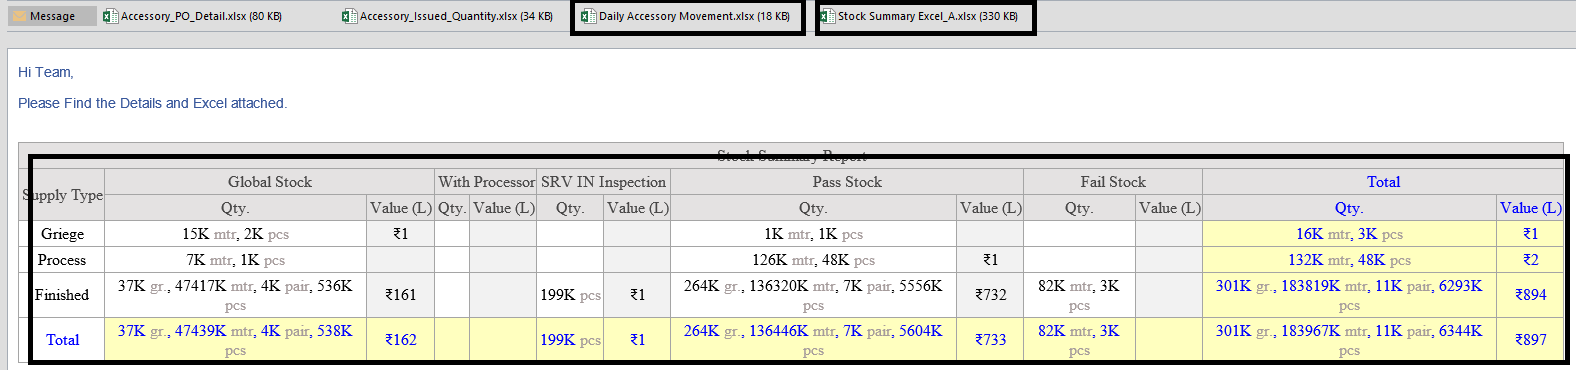 Message Accessory_PO_Detail.xlsx (80 KB) Accessory_Issued_Quantity.xlsx (34 KB) Daily Accessory Movement.xlsx (18 KB) Stock Summary Excel_A.xlsx (330 KB)
Hi Team,
Please Find the Details and Excel attached.
Stock Summary Report
Supply Type Global Stock With Processor SRV IN Inspection Pass Stock Fail Stock Total
Qty. Value (L) Qty. Value (L) Qty. Value (L) Qty. Value (L) Qty. Value (L) Qty. Value (L)
Griege 15K mtr, 2K pcs ₹1 1K mtr, 1K pcs 16K mtr, 3K pcs ₹1
Process 7K mtr, 1K pcs 126K mtr, 48K pcs ₹1 132K mtr, 48K pcs ₹2
Finished 37K gr., 47417K mtr, 4K pair, 536K pcs ₹161 199K pcs ₹1 264K gr., 136320K mtr, 7K pair, 5556K pcs ₹732 82K mtr, 3K pcs 301K gr., 183819K mtr, 11K pair, 6293K pcs ₹894
Total 37K gr., 47439K mtr, 4K pair, 538K pcs ₹162 199K pcs ₹1 264K gr., 136446K mtr, 7K pair, 5604K pcs ₹733 82K mtr, 3K pcs 301K gr., 183967K mtr, 11K pair, 6344K pcs ₹897